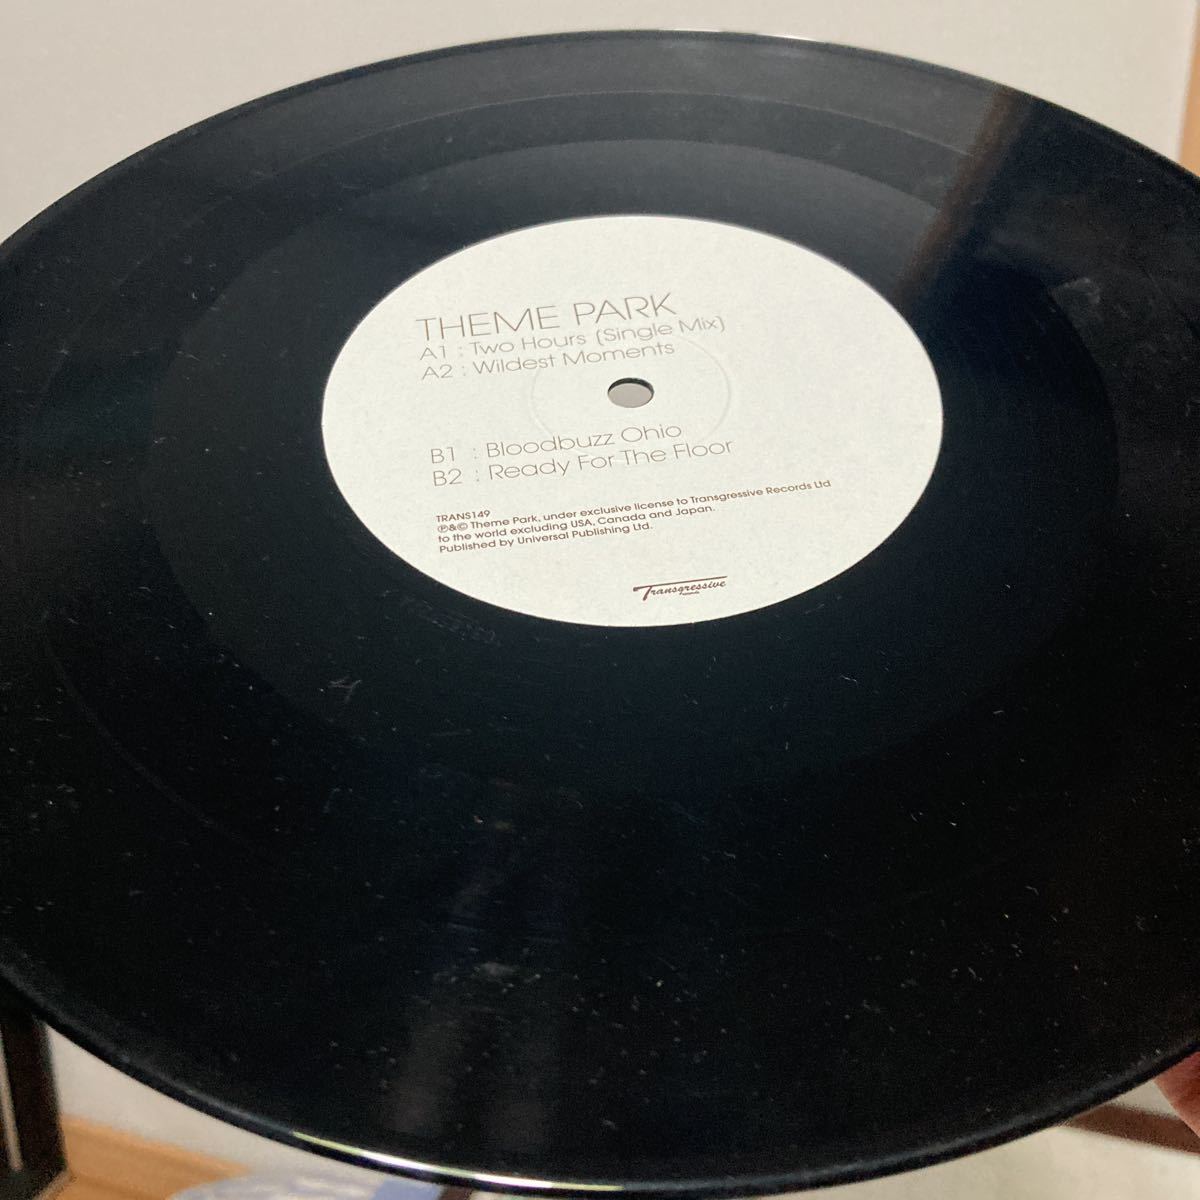 THEME PARK
A1 : Two Hours (Single Mix)
A2 : Wildest Moments
B1 : Bloodbuzz Ohio
B2 : Ready For The Floor
TRANS149
℗&© Theme Park, under exclusive license to Transgressive Records Ltd
to the world excluding USA, Canada and Japan.
Published by Universal Publishing Ltd.
Transgressive
records